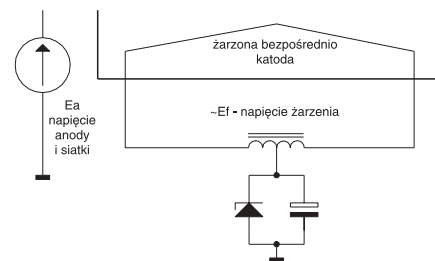 żarzona bezpośrednio
katoda
Ea
napięcie
anody
i siatki
~Ef - napięcie żarzenia